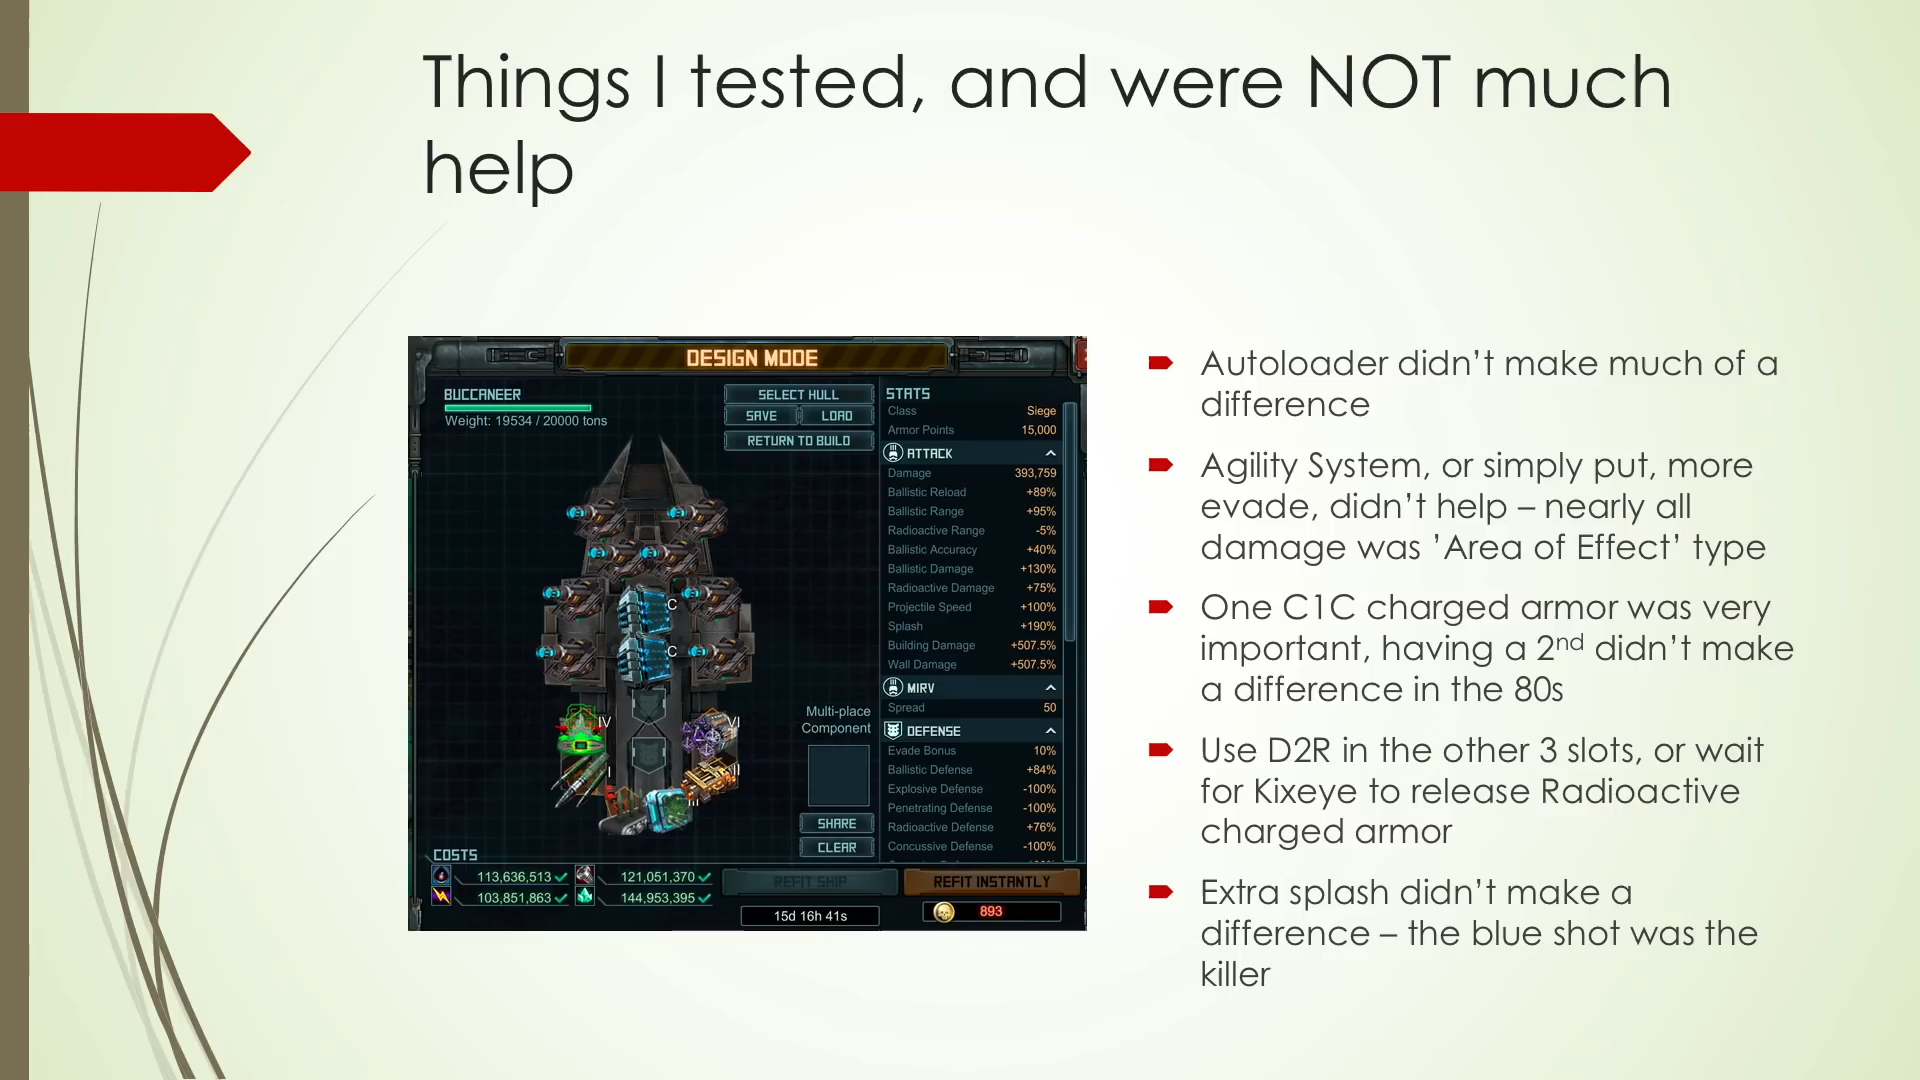 Things I tested, and were NOT much
help
DESIGN MODE
BUCCANEER
Weight: 19534 / 20000 tons
SELECT HULL
SAVE
LOAD
RETURN TO BUILD
C
C
IV
VI
I
II
III
Multi-place
Component
SHARE
CLEAR
STATS
Class Siege
Armor Points 15,000
ATTACK
Damage 393,759
Ballistic Reload +89%
Ballistic Range +95%
Radioactive Range -5%
Ballistic Accuracy +40%
Ballistic Damage +130%
Radioactive Damage +75%
Projectile Speed +100%
Splash +190%
Building Damage +507.5%
Wall Damage +507.5%
MIRV
Spread 50
DEFENSE
Evade Bonus 10%
Ballistic Defense +84%
Explosive Defense -100%
Penetrating Defense -100%
Radioactive Defense +76%
Concussive Defense -100%
COSTS
113,636,513
121,051,370
103,851,863
144,953,395
REFIT SHIP
REFIT INSTANTLY
15d 16h 41s
893
Autoloader didn’t make much of a
difference
Agility System, or simply put, more
evade, didn’t help – nearly all
damage was ’Area of Effect’ type
One C1C charged armor was very
important, having a 2nd didn’t make
a difference in the 80s
Use D2R in the other 3 slots, or wait
for Kixeye to release Radioactive
charged armor
Extra splash didn’t make a
difference – the blue shot was the
killer